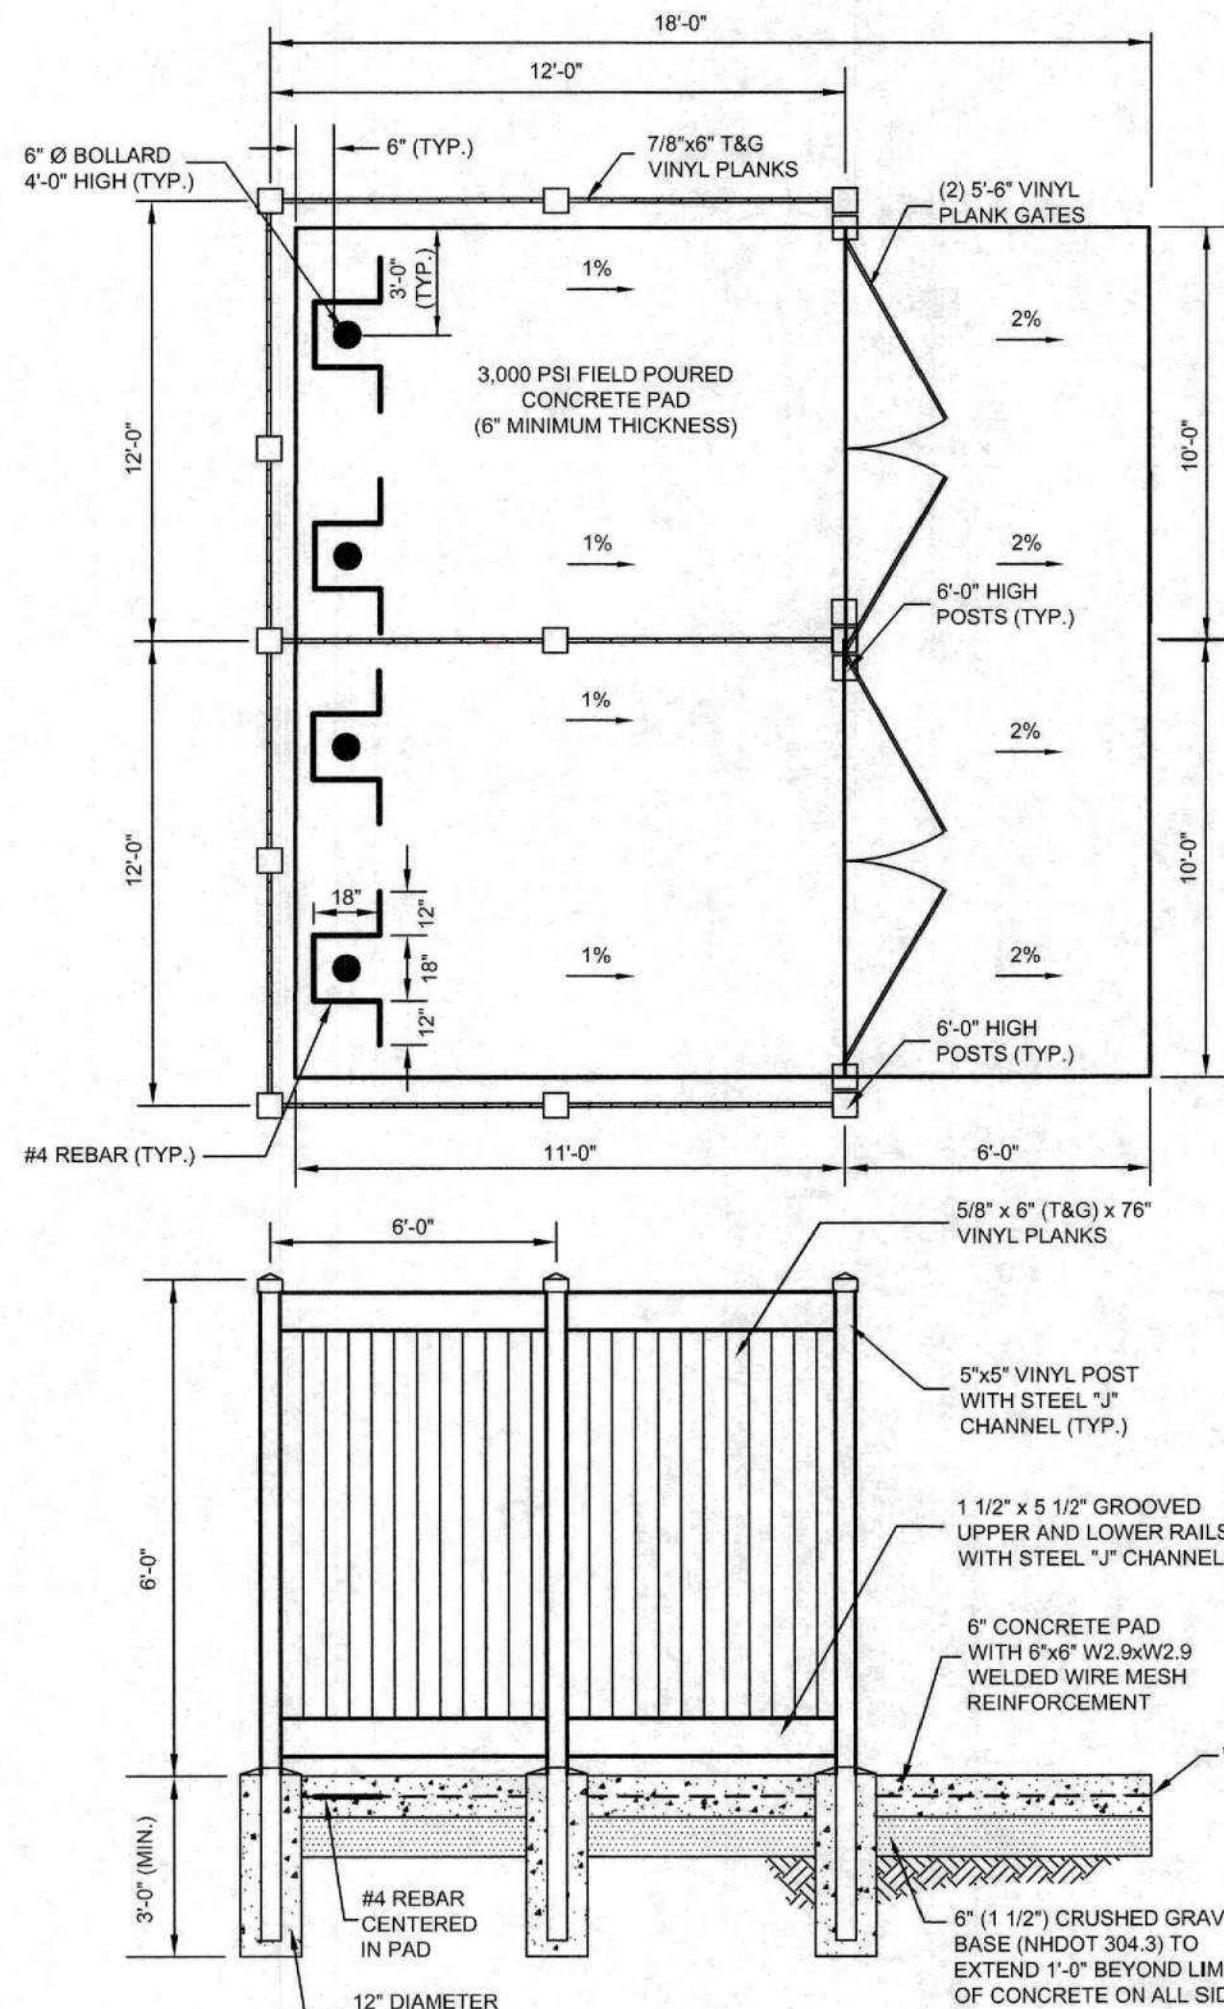 18'-0"
12'-0"
6" Ø BOLLARD
4'-0" HIGH (TYP.)
6" (TYP.)
7/8"x6" T&G
VINYL PLANKS
(2) 5'-6" VINYL
PLANK GATES
3'-0"
(TYP.)
1%
2%
3,000 PSI FIELD POURED
CONCRETE PAD
(6" MINIMUM THICKNESS)
12'-0"
10'-0"
1%
2%
6'-0" HIGH
POSTS (TYP.)
1%
2%
12'-0"
10'-0"
18"
12"
18"
12"
1%
2%
6'-0" HIGH
POSTS (TYP.)
#4 REBAR (TYP.)
11'-0"
6'-0"
6'-0"
5/8" x 6" (T&G) x 76"
VINYL PLANKS
5"x5" VINYL POST
WITH STEEL "J"
CHANNEL (TYP.)
6'-0"
1 1/2" x 5 1/2" GROOVED
UPPER AND LOWER RAILS
WITH STEEL "J" CHANNEL
6" CONCRETE PAD
WITH 6"x6" W2.9xW2.9
WELDED WIRE MESH
REINFORCEMENT
3'-0" (MIN.)
#4 REBAR
CENTERED
IN PAD
6" (1 1/2") CRUSHED GRAV
BASE (NHDOT 304.3) TO
EXTEND 1'-0" BEYOND LIM
OF CONCRETE ON ALL SID
12" DIAMETER